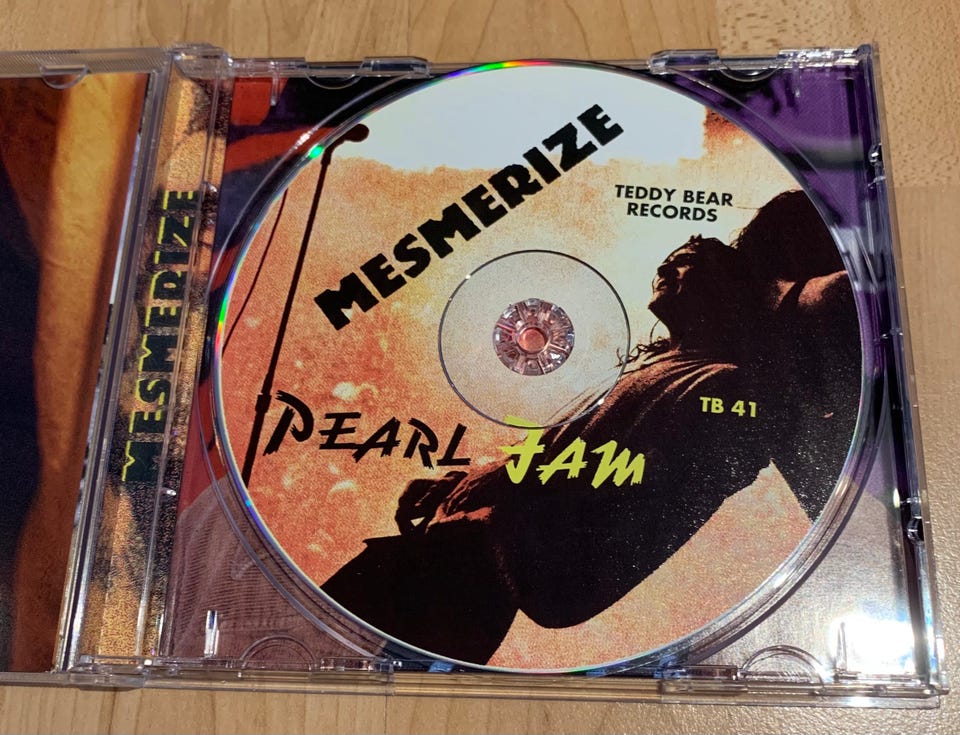 MESMERIZE
MESMERIZE
TEDDY BEAR
RECORDS
TB 41
PEARL JAM